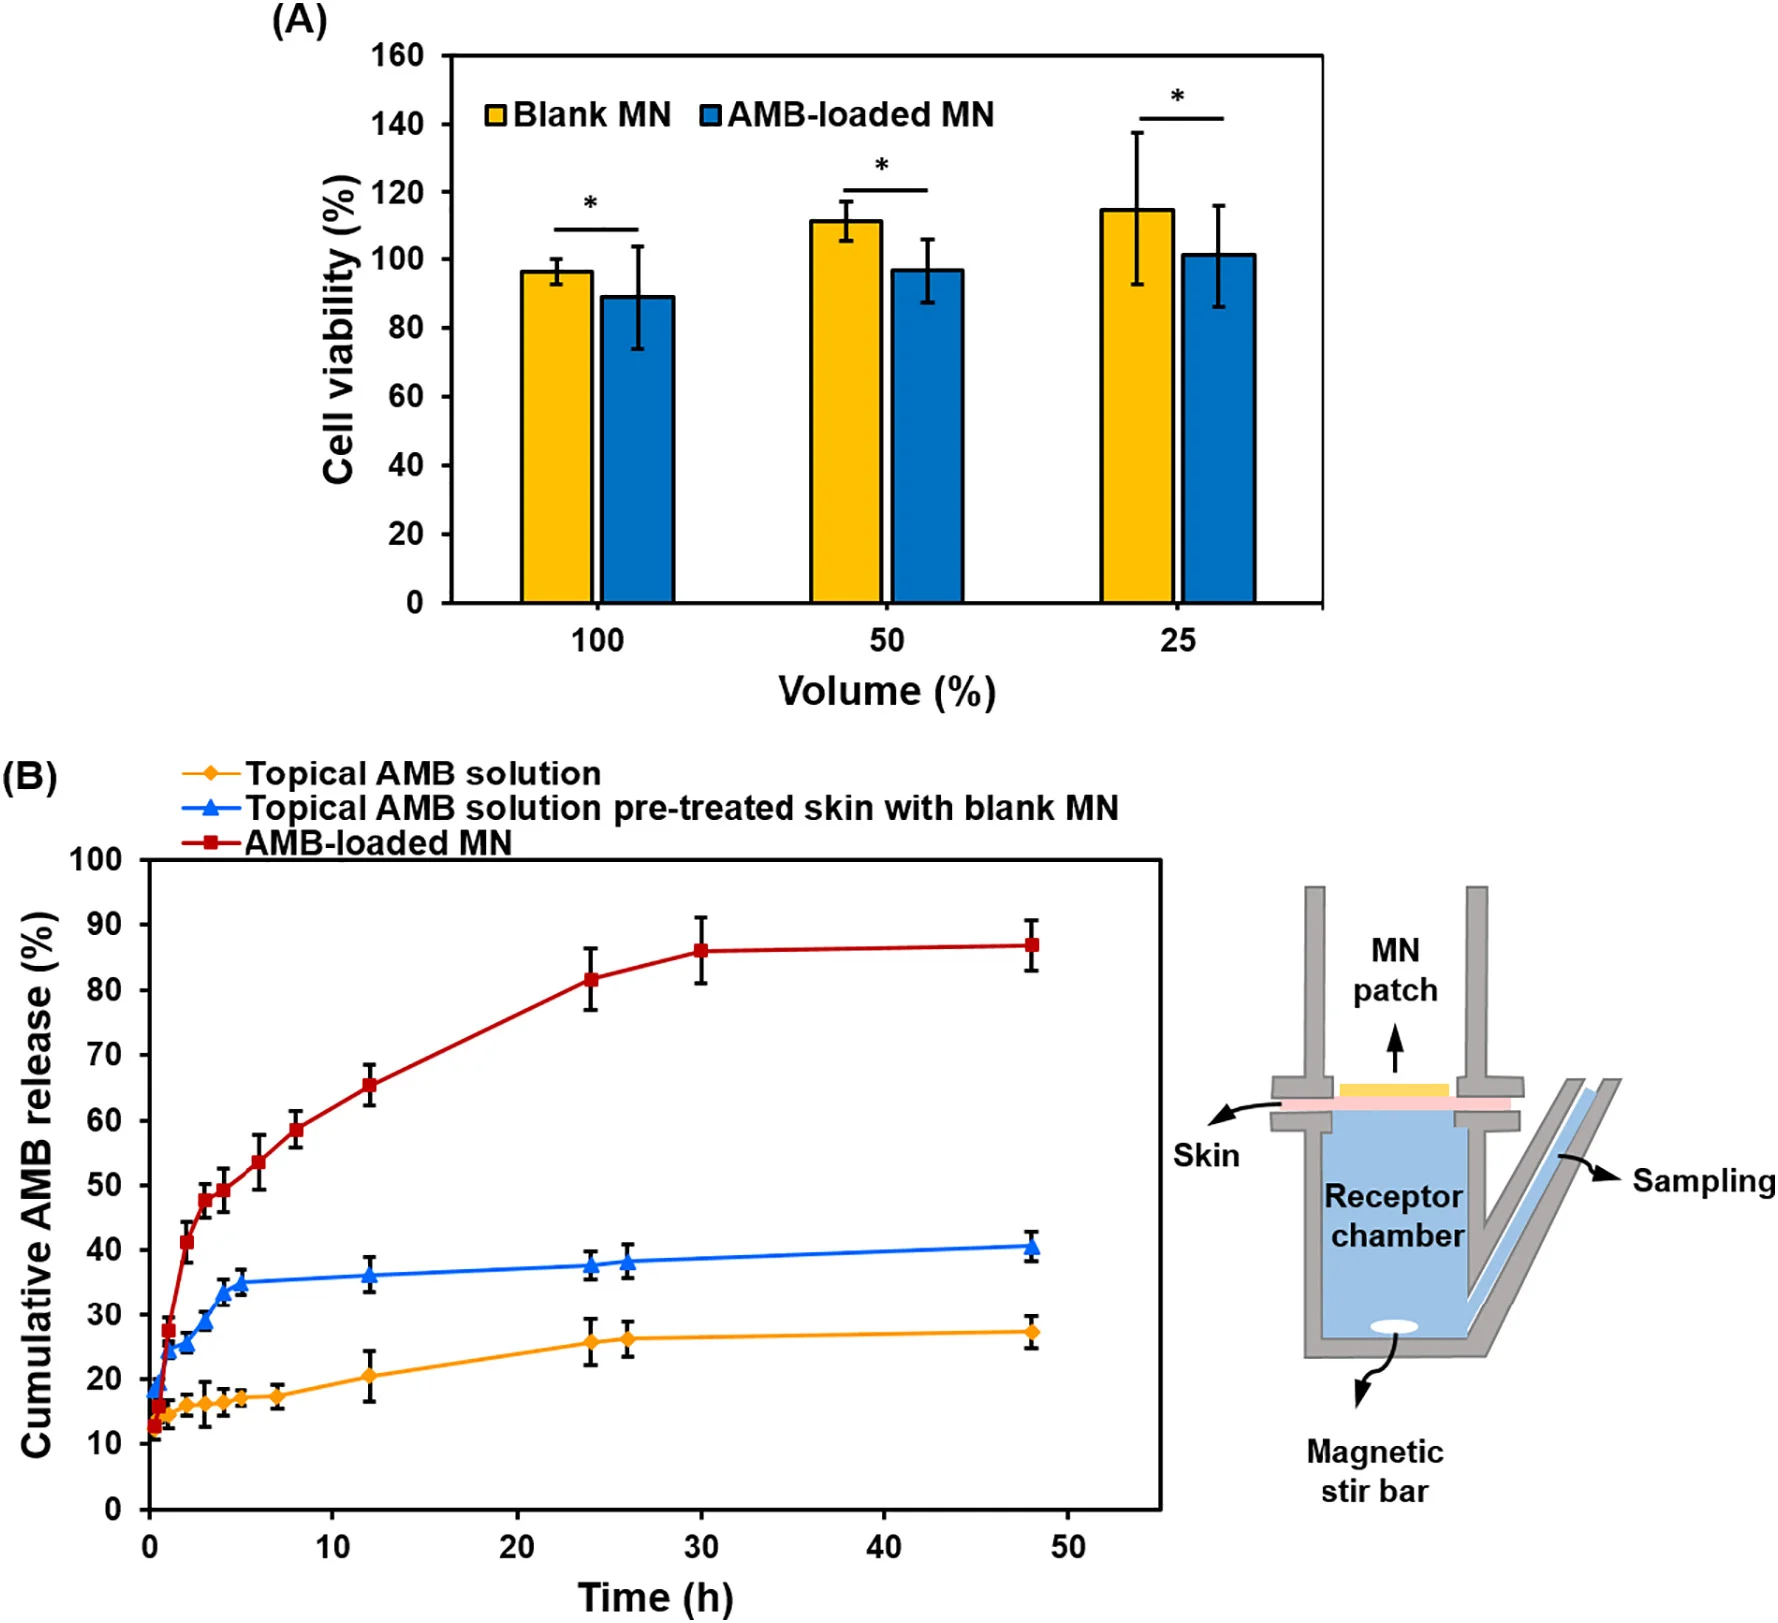 (A)
160
140
120
100
80
60
40
20
0
Cell viability (%)
Blank MN AMB-loaded MN
*
*
*
100 50 25
Volume (%)
(B)
Topical AMB solution
Topical AMB solution pre-treated skin with blank MN
AMB-loaded MN
100
90
80
70
60
50
40
30
20
10
0
Cumulative AMB release (%)
0 10 20 30 40 50
Time (h)
MN
patch
Skin
Receptor
chamber
Sampling
Magnetic
stir bar